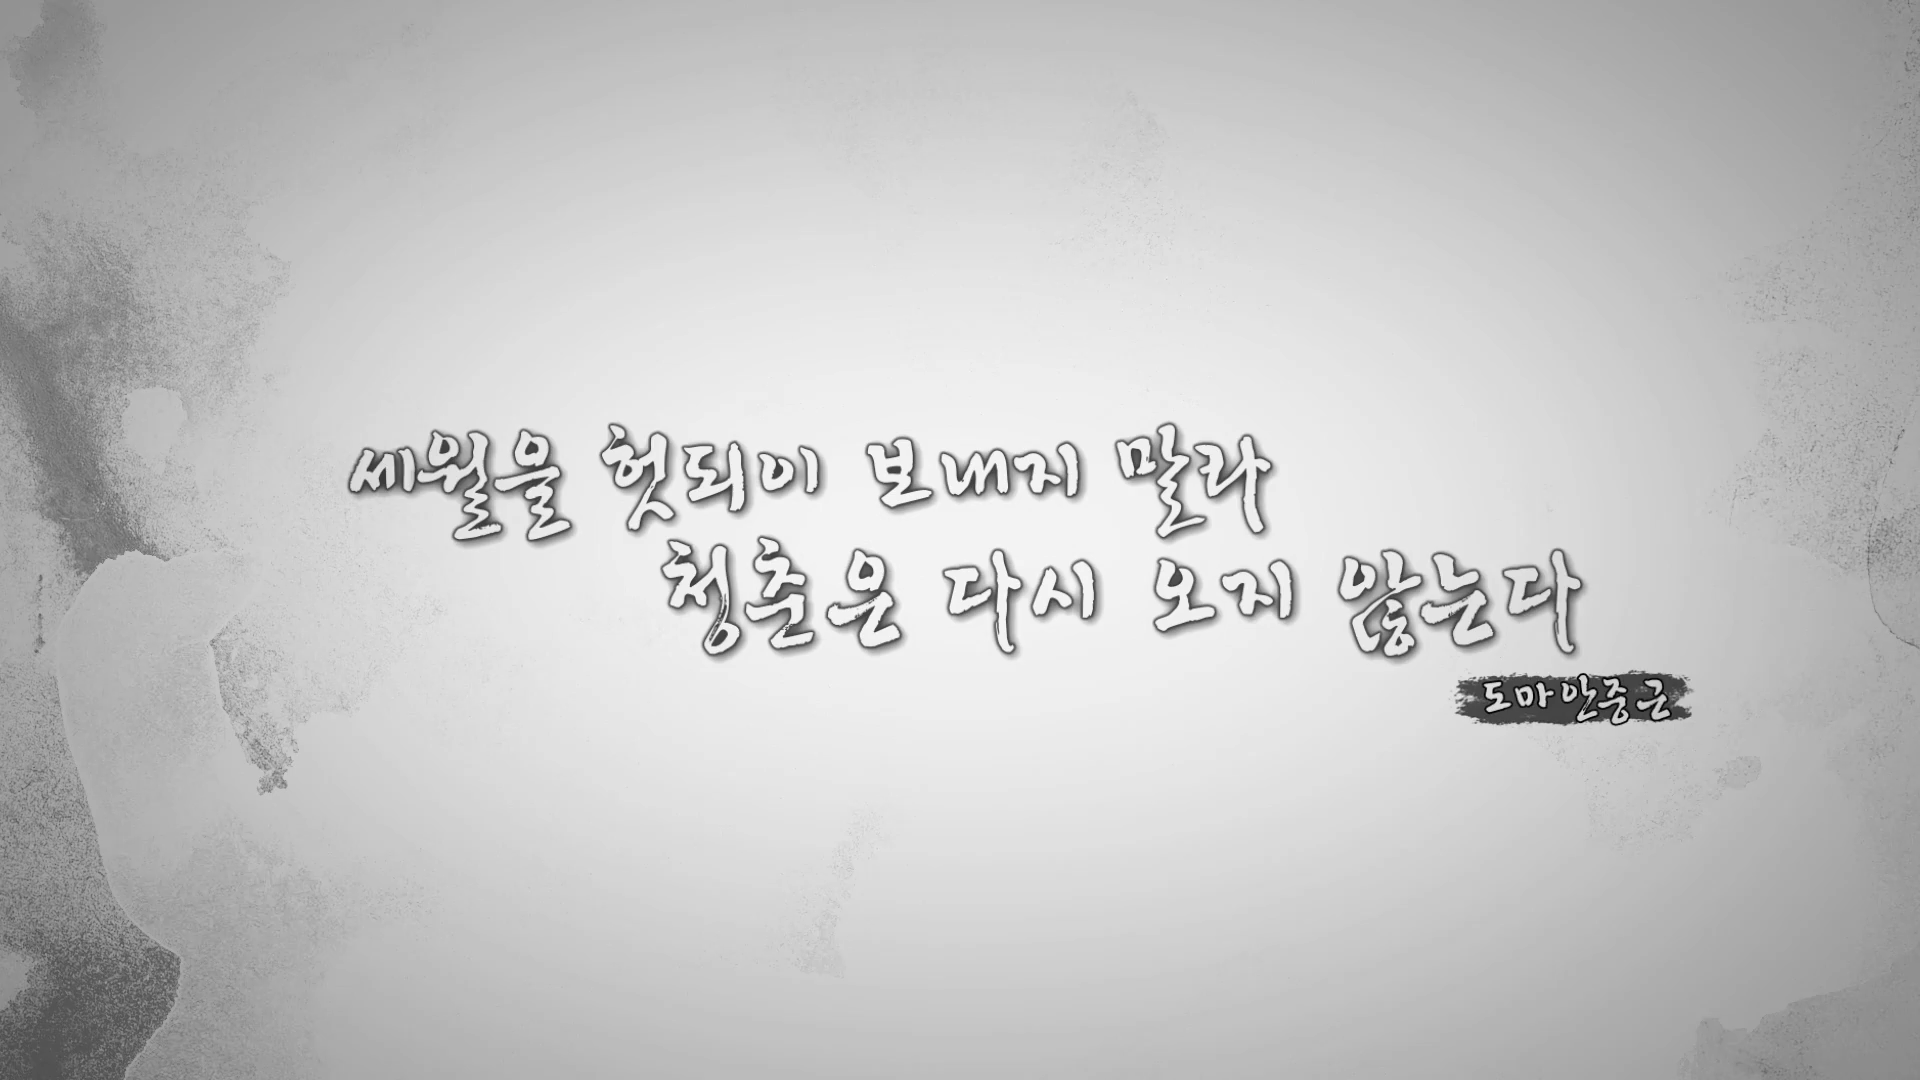 세월을 헛되이 보내지 말라
청춘은 다시 오지 않는다
도마 안중근